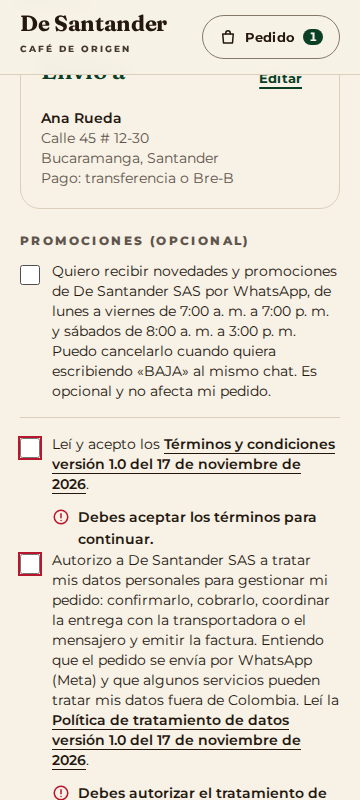 De Santander
CAFÉ DE ORIGEN
Pedido 1
Envío a
Editar
Ana Rueda
Calle 45 # 12-30
Bucaramanga, Santander
Pago: transferencia o Bre-B
PROMOCIONES (OPCIONAL)
Quiero recibir novedades y promociones
de De Santander SAS por WhatsApp, de
lunes a viernes de 7:00 a. m. a 7:00 p. m.
y sábados de 8:00 a. m. a 3:00 p. m.
Puedo cancelarlo cuando quiera
escribiendo «BAJA» al mismo chat. Es
opcional y no afecta mi pedido.
Leí y acepto los Términos y condiciones
versión 1.0 del 17 de noviembre de
2026.
Debes aceptar los términos para
continuar.
Autorizo a De Santander SAS a tratar
mis datos personales para gestionar mi
pedido: confirmarlo, cobrarlo, coordinar
la entrega con la transportadora o el
mensajero y emitir la factura. Entiendo
que el pedido se envía por WhatsApp
(Meta) y que algunos servicios pueden
tratar mis datos fuera de Colombia. Leí la
Política de tratamiento de datos
versión 1.0 del 17 de noviembre de
2026.
Debes autorizar el tratamiento de